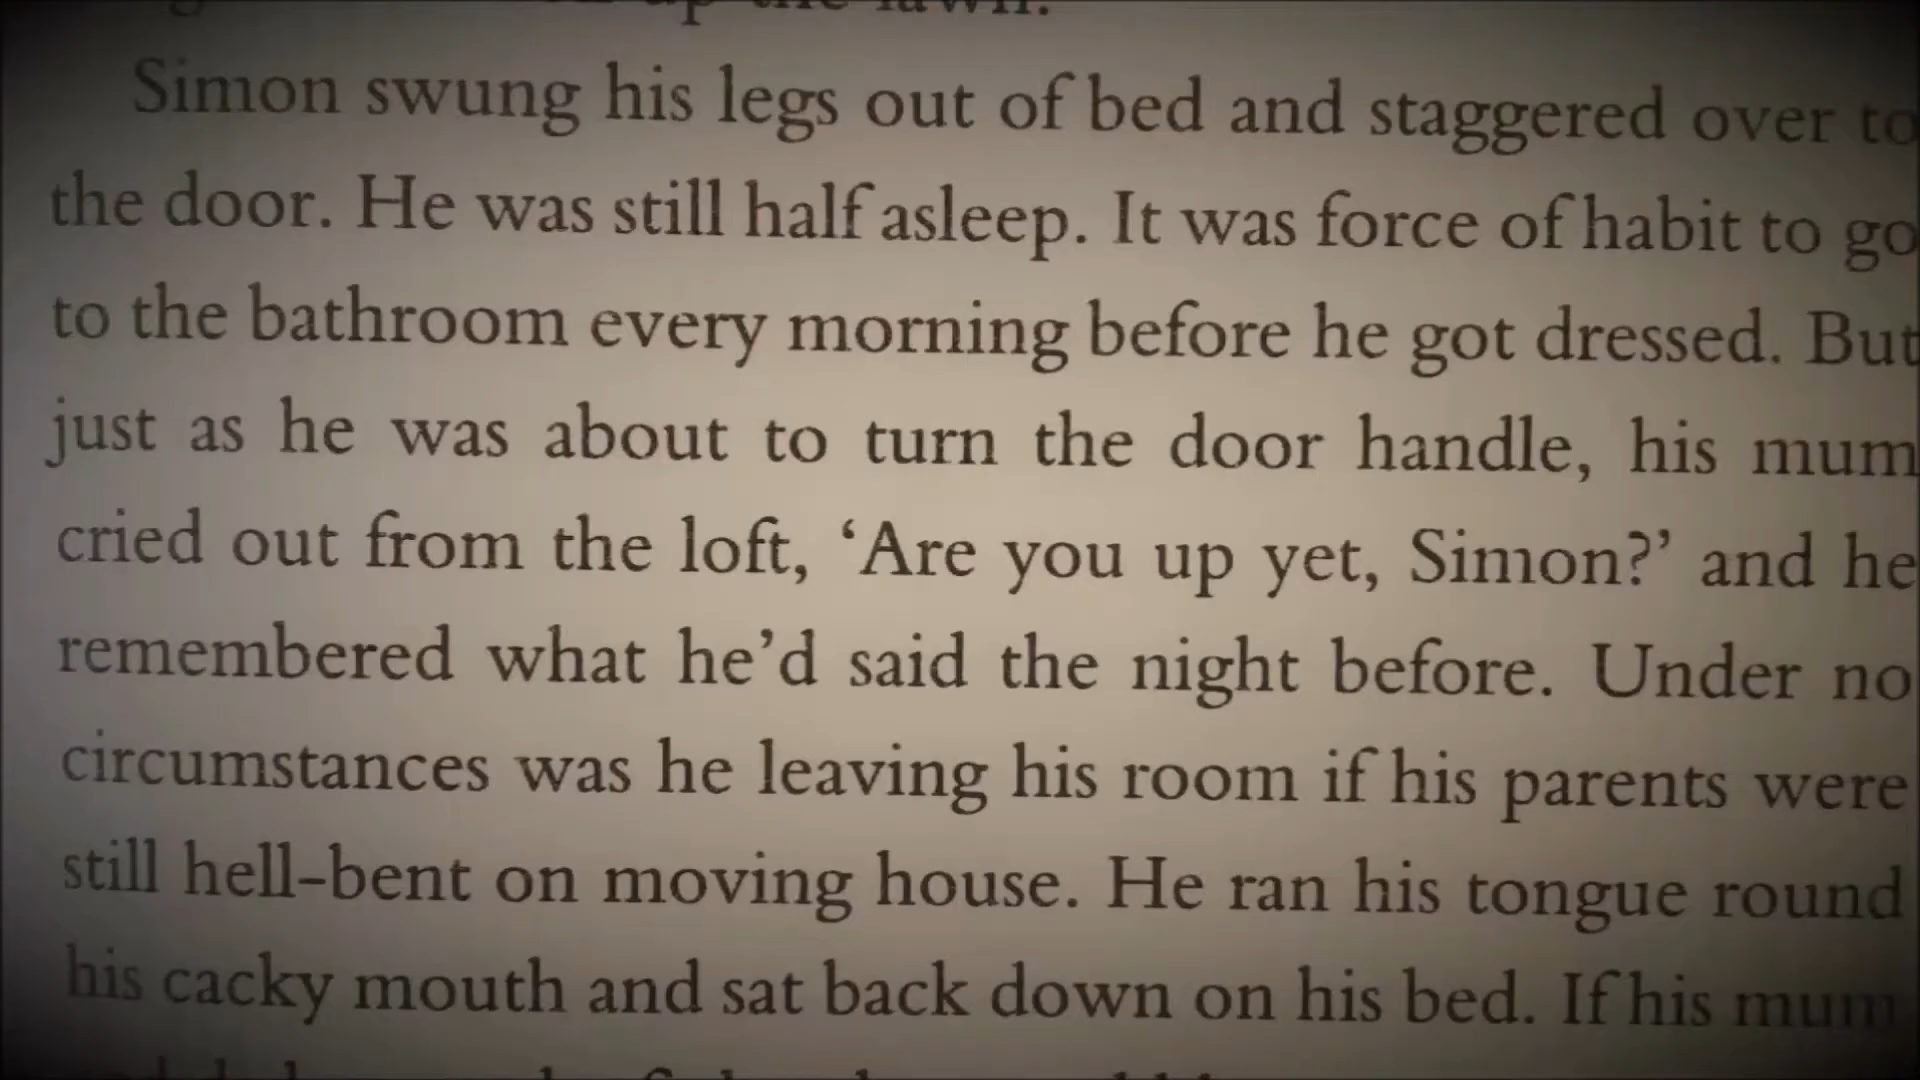 up the lawn.
Simon swung his legs out of bed and staggered over to
the door. He was still half asleep. It was force of habit to go
to the bathroom every morning before he got dressed. But
just as he was about to turn the door handle, his mum
cried out from the loft, ‘Are you up yet, Simon?’ and he
remembered what he’d said the night before. Under no
circumstances was he leaving his room if his parents were
still hell-bent on moving house. He ran his tongue round
his cacky mouth and sat back down on his bed. If his mum